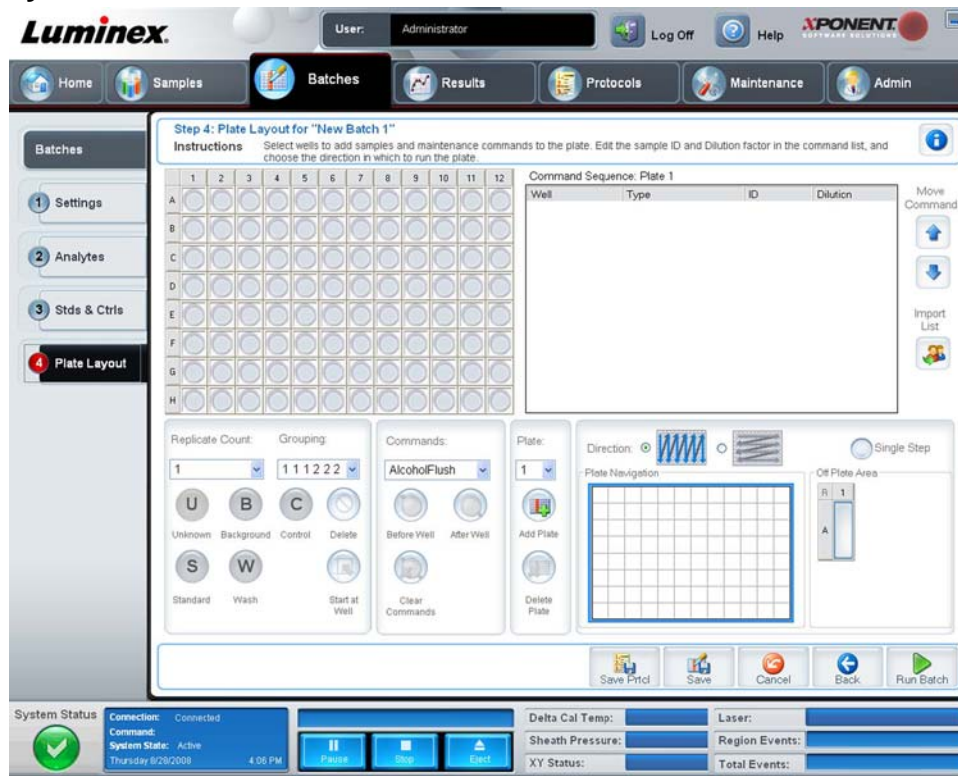 Luminex.
User: Administrator
Log Off
Help
XPONENT
SOFTWARE SOLUTIONS
Home
Samples
Batches
Results
Protocols
Maintenance
Admin
Batches
1 Settings
2 Analytes
3 Stds & Ctrls
4 Plate Layout
Step 4: Plate Layout for "New Batch 1"
Instructions Select wells to add samples and maintenance commands to the plate. Edit the sample ID and Dilution factor in the command list, and
choose the direction in which to run the plate.
1 2 3 4 5 6 7 8 9 10 11 12
A
B
C
D
E
F
G
H
Command Sequence: Plate 1
Well Type ID Dilution
Move
Command
Import
List
Replicate Count: Grouping:
1 1 1 1 2 2 2
U B C
Unknown Background Control Delete
S W
Standard Wash Start at
Well
Commands:
AlcoholFlush
Before Well After Well
Clear
Commands
Plate:
1
Add Plate
Delete
Plate
Direction:
Single Step
Plate Navigation
Off Plate Area
R 1
A
Save Prtcl
Save
Cancel
Back
Run Batch
System Status
Connection: Connected
Command:
System State: Active
Thursday 8/28/2008 4:06 PM
Pause
Stop
Eject
Delta Cal Temp:
Sheath Pressure:
XY Status:
Laser:
Region Events:
Total Events: